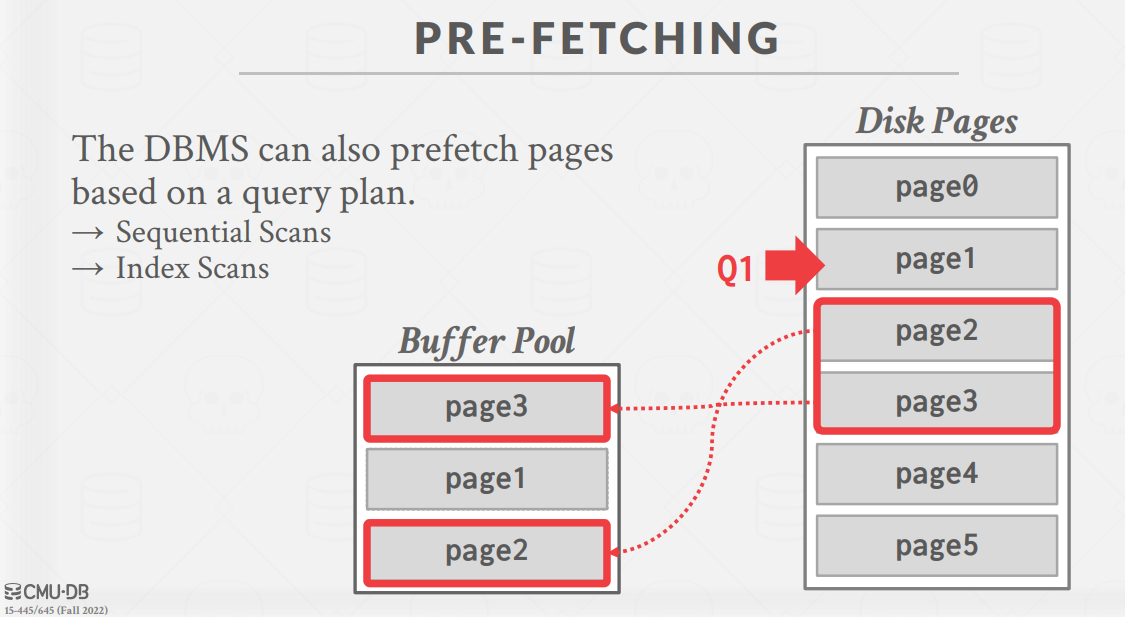 PRE-FETCHING
The DBMS can also prefetch pages
based on a query plan.
→ Sequential Scans
→ Index Scans
Buffer Pool
page3
page1
page2
Disk Pages
page0
Q1
page1
page2
page3
page4
page5
CMU·DB
15-445/645 (Fall 2022)